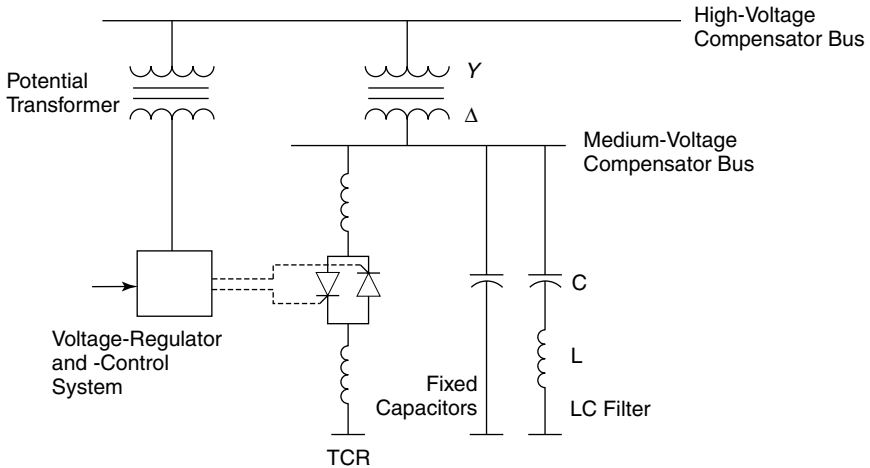 High-Voltage
Compensator Bus
Potential
Transformer
Y
Δ
Medium-Voltage
Compensator Bus
Voltage-Regulator
and -Control
System
C
L
Fixed
Capacitors
LC Filter
TCR